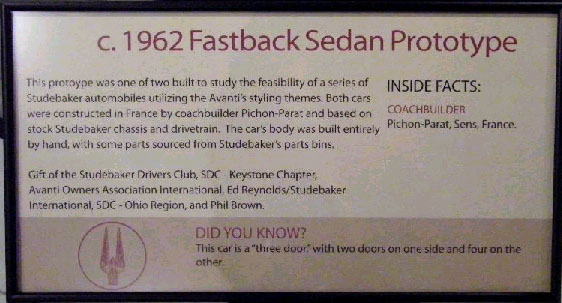 c. 1962 Fastback Sedan Prototype
This protoype was one of two built to study the feasibility of a series of
Studebaker automobiles utilizing the Avanti's styling themes. Both cars
were constructed in France by coachbuilder Pichon-Parat and based on
stock Studebaker chassis and drivetrain. The car's body was built entirely
by hand, with some parts sourced from Studebaker's parts bins.
Gift of the Studebaker Drivers Club, SDC - Keystone Chapter,
Avanti Owners Association International, Ed Reynolds/Studebaker
International, SDC - Ohio Region, and Phil Brown.
INSIDE FACTS:
COACHBUILDER
Pichon-Parat, Sens, France.
DID YOU KNOW?
This car is a "three door," with two doors on one side and four on the
other.